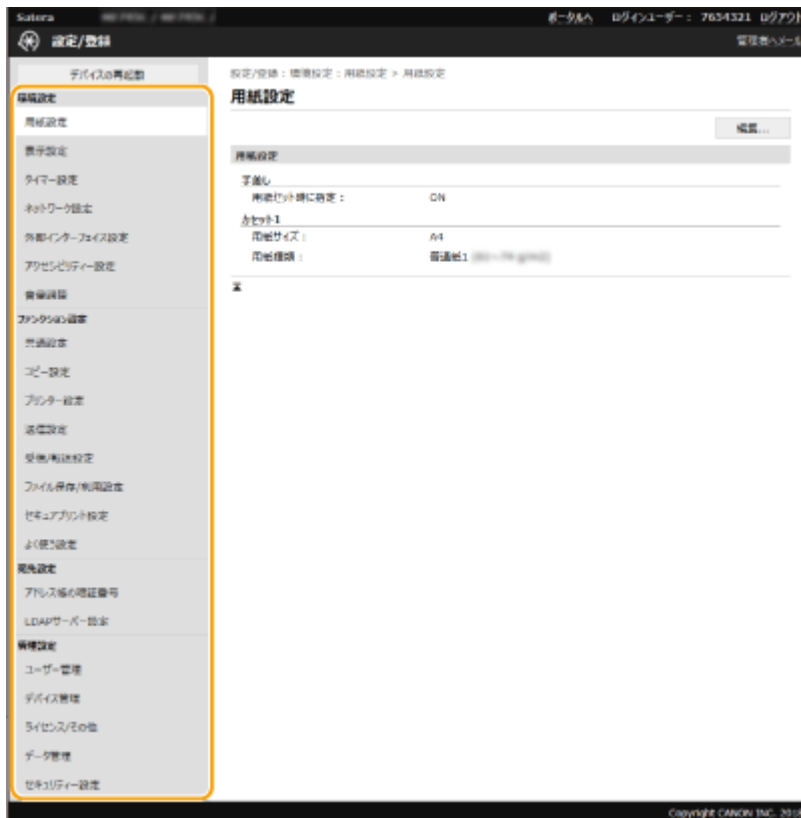 Satera
ポータルへ ログインユーザー： 7654321 ログアウト
設定/登録
管理者へメール
デバイスの再起動
設定/登録：環境設定：用紙設定 > 用紙設定
環境設定
用紙設定
用紙設定
編集...
表示設定
用紙設定
タイマー設定
手差し
用紙セット時に指定： ON
ネットワーク設定
カセット1
外部インターフェイス設定
用紙サイズ： A4
用紙種類： 普通紙1
アクセシビリティー設定
音量調整
ファンクション設定
共通設定
コピー設定
プリンター設定
送信設定
受信/転送設定
ファイル保存/利用設定
セキュアプリント設定
よく使う設定
宛先設定
アドレス帳の暗証番号
LDAPサーバー設定
管理設定
ユーザー管理
デバイス管理
ライセンス/その他
データ管理
セキュリティー設定
Copyright CANON INC. 2018